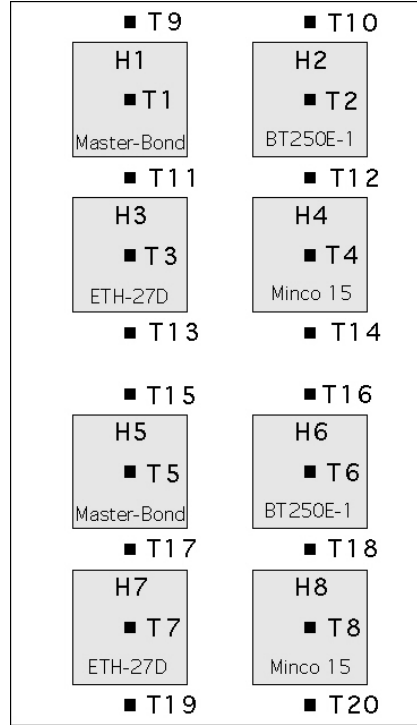 T9 T10
H1 H2
T1 T2
Master-Bond BT250E-1
T11 T12
H3 H4
T3 T4
ETH-27D Minco 15
T13 T14
T15 T16
H5 H6
T5 T6
Master-Bond BT250E-1
T17 T18
H7 H8
T7 T8
ETH-27D Minco 15
T19 T20